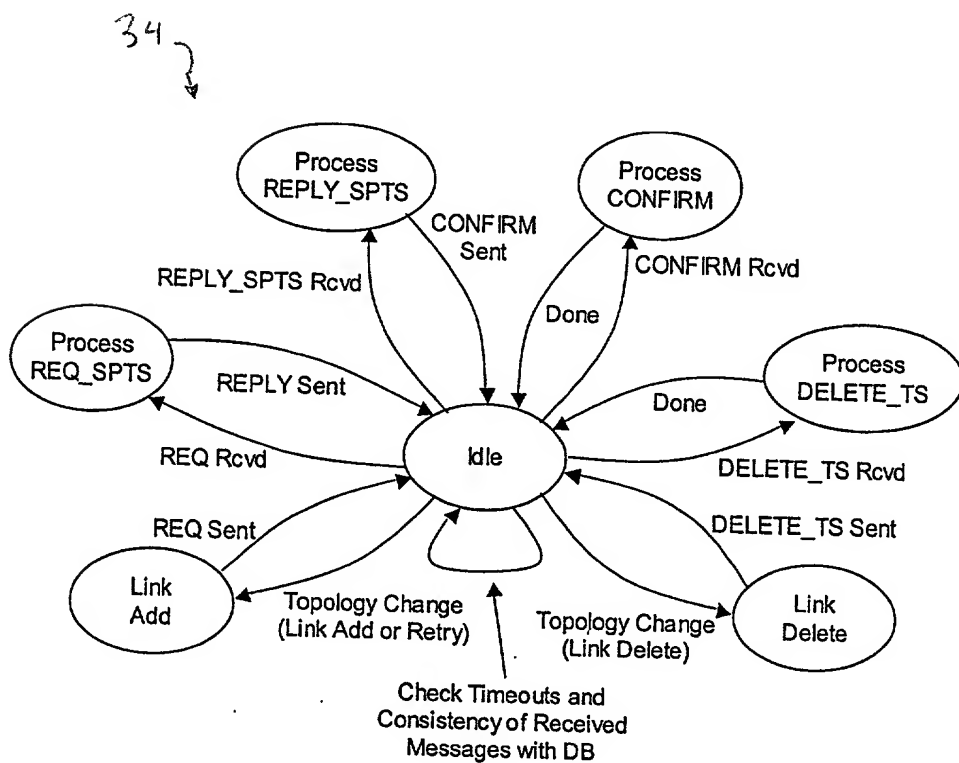 34
Process
REPLY_SPTS
Process
CONFIRM
CONFIRM
Sent
REPLY_SPTS Rcvd
CONFIRM Rcvd
Done
Process
REQ_SPTS
Process
DELETE_TS
REPLY Sent
Done
Idle
REQ Rcvd
DELETE_TS Rcvd
REQ Sent
DELETE_TS Sent
Link
Add
Topology Change
(Link Add or Retry)
Topology Change
(Link Delete)
Link
Delete
Check Timeouts and
Consistency of Received
Messages with DB